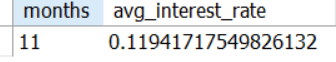 months avg_interest_rate
11 0.11941717549826132